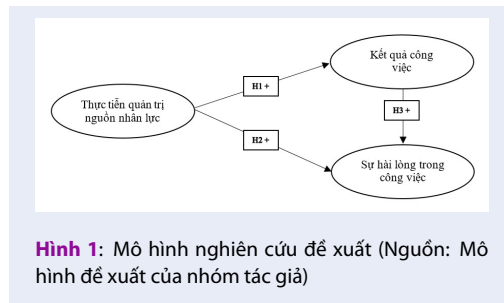 Kết quả công
việc
H1 +
Thực tiễn quản trị
nguồn nhân lực
H3 +
H2 +
Sự hài lòng trong
công việc
Hình 1: Mô hình nghiên cứu đề xuất (Nguồn: Mô
hình đề xuất của nhóm tác giả)